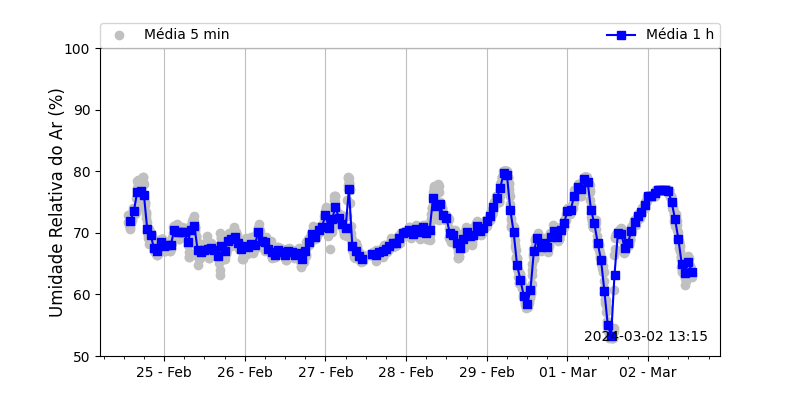 Média 5 min
Média 1 h
Umidade Relativa do Ar (%)
100
90
80
70
60
50
2024-03-02 13:15
25 - Feb
26 - Feb
27 - Feb
28 - Feb
29 - Feb
01 - Mar
02 - Mar